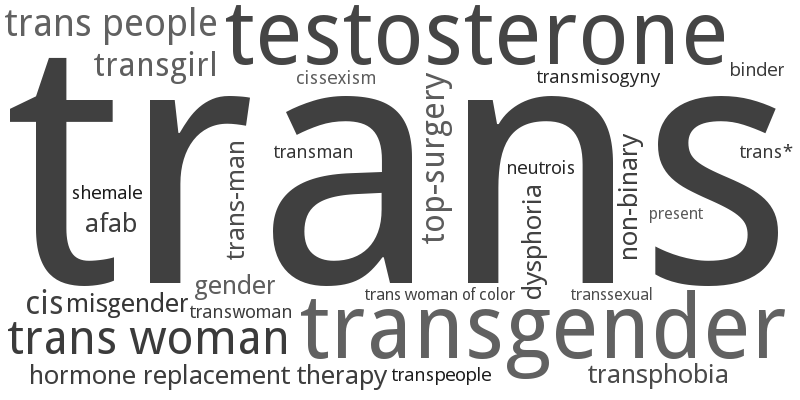 trans people
testosterone
transgirl
cissexism
transmisogyny
binder
trans
top-surgery
trans-man
transman
neutrois
non-binary
trans*
shemale
afab
dysphoria
present
gender
cis
misgender
transwoman
trans woman of color
transsexual
trans woman
transgender
hormone replacement therapy
transpeople
transphobia